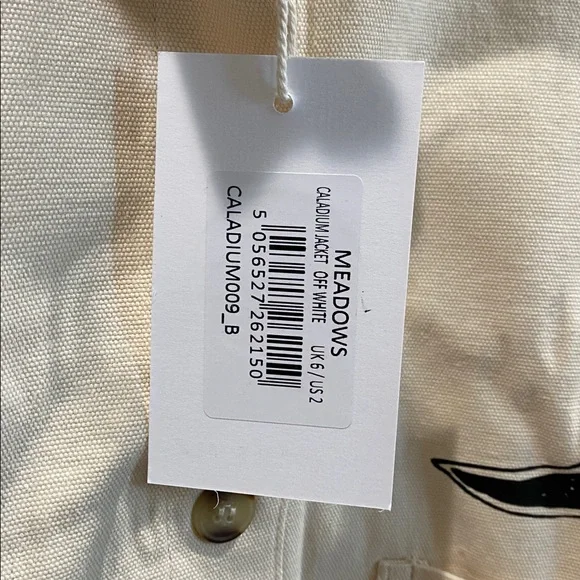 MEADOWS
CALADIUM JACKET OFF WHITE UK 6 / US 2
5 056527 262150
CALADIUM009_B